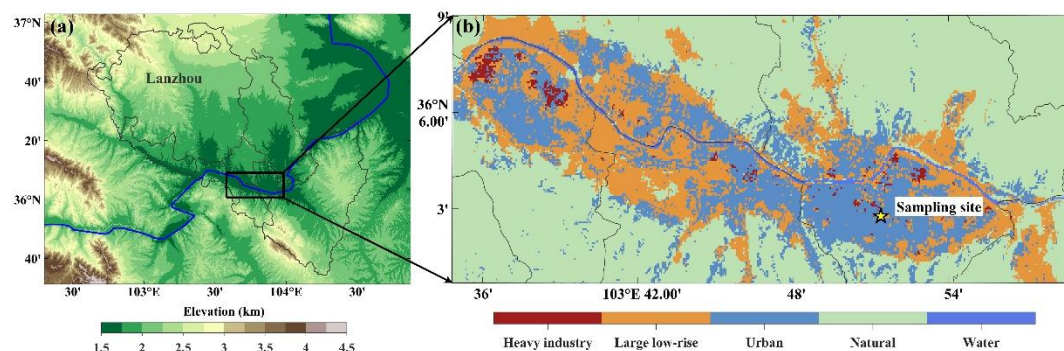 37°N
(a)
Lanzhou
40'
20'
36°N
40'
30'
103°E
30'
104°E
30'
Elevation (km)
1.5 2 2.5 3 3.5 4 4.5
9'
(b)
36°N
6.00'
3'
Sampling site
36'
103°E 42.00'
48'
54'
Heavy industry
Large low-rise
Urban
Natural
Water